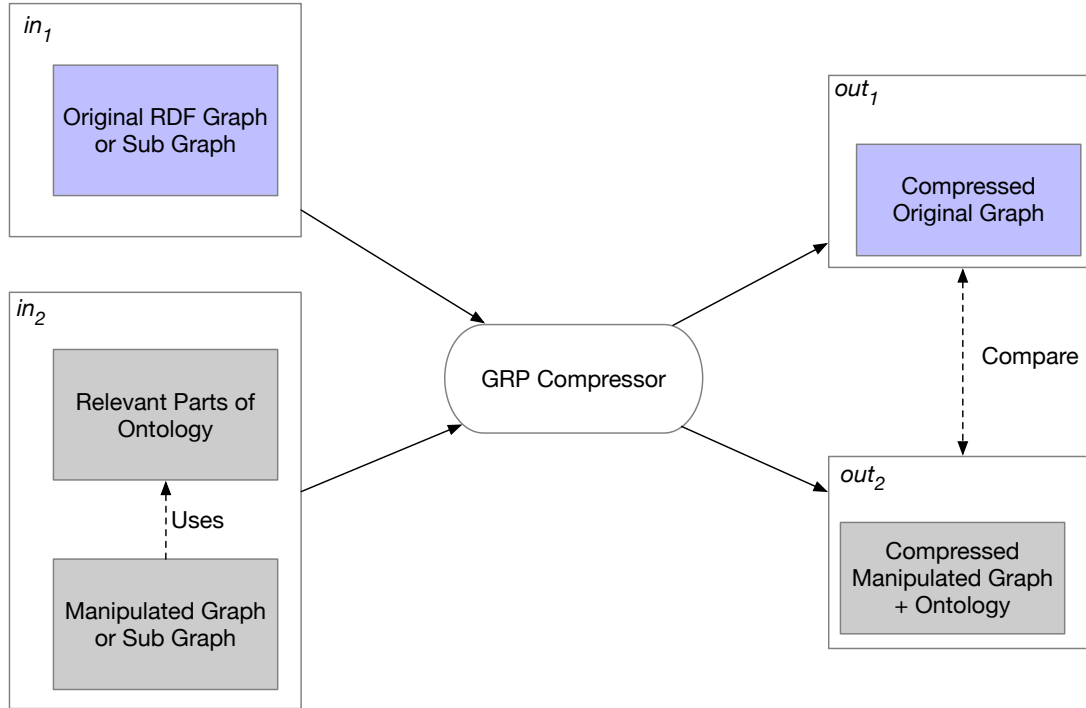 in1
Original RDF Graph
or Sub Graph
in2
Relevant Parts of
Ontology
Uses
Manipulated Graph
or Sub Graph
GRP Compressor
out1
Compressed
Original Graph
Compare
out2
Compressed
Manipulated Graph
+ Ontology